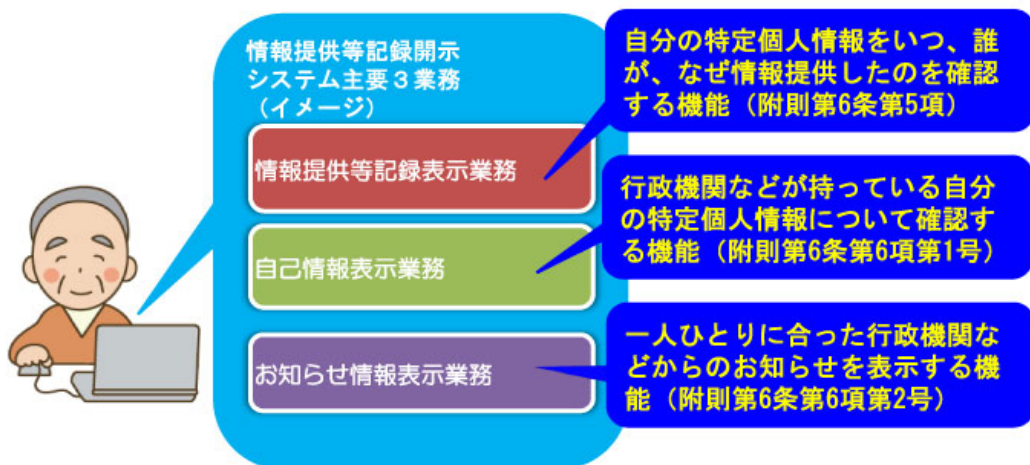 情報提供等記録開示
システム主要３業務
（イメージ）
情報提供等記録表示業務
自己情報表示業務
お知らせ情報表示業務
自分の特定個人情報をいつ、誰
が、なぜ情報提供したのを確認
する機能（附則第6条第5項）
行政機関などが持っている自分
の特定個人情報について確認す
る機能（附則第6条第6項第1号）
一人ひとりに合った行政機関な
どからのお知らせを表示する機
能（附則第6条第6項第2号）